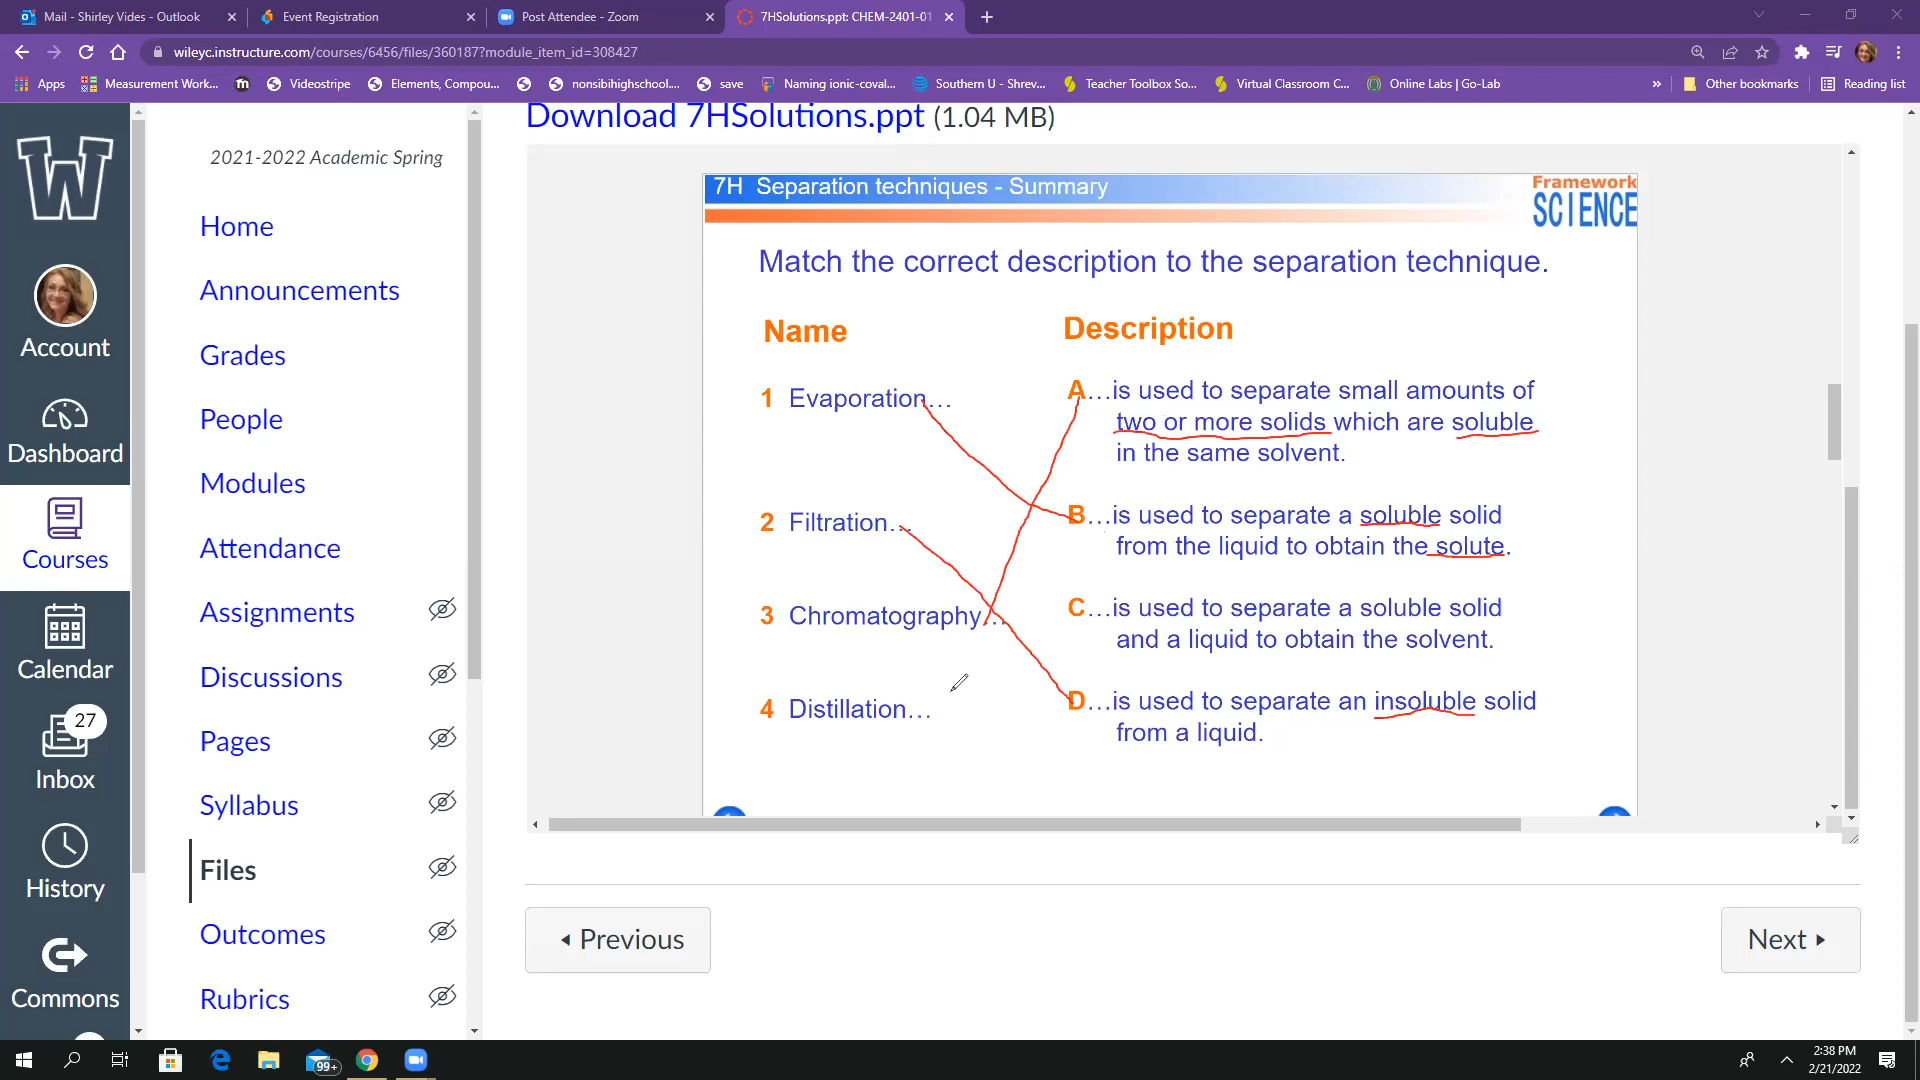 Mail - Shirley Vides - Outlook
Event Registration
Post Attendee - Zoom
7HSolutions.ppt: CHEM-2401-01
wileyc.instructure.com/courses/6456/files/360187?module_item_id=308427
Apps
Measurement Work...
Videostripe
Elements, Compou...
nonsibihighschool....
save
Naming ionic-coval...
Southern U - Shrev...
Teacher Toolbox So...
Virtual Classroom C...
Online Labs | Go-Lab
»
Other bookmarks
Reading list
W
Account
Dashboard
Courses
Calendar
27
Inbox
History
Commons
2021-2022 Academic Spring
Home
Announcements
Grades
People
Modules
Attendance
Assignments
Discussions
Pages
Syllabus
Files
Outcomes
Rubrics
Download 7HSolutions.ppt (1.04 MB)
7H Separation techniques - Summary
Framework
SCIENCE
Match the correct description to the separation technique.
Name
Description
1 Evaporation...
A...is used to separate small amounts of
two or more solids which are soluble
in the same solvent.
2 Filtration...
B...is used to separate a soluble solid
from the liquid to obtain the solute.
3 Chromatography...
C...is used to separate a soluble solid
and a liquid to obtain the solvent.
4 Distillation...
D...is used to separate an insoluble solid
from a liquid.
Previous
Next
99+
2:38 PM
2/21/2022